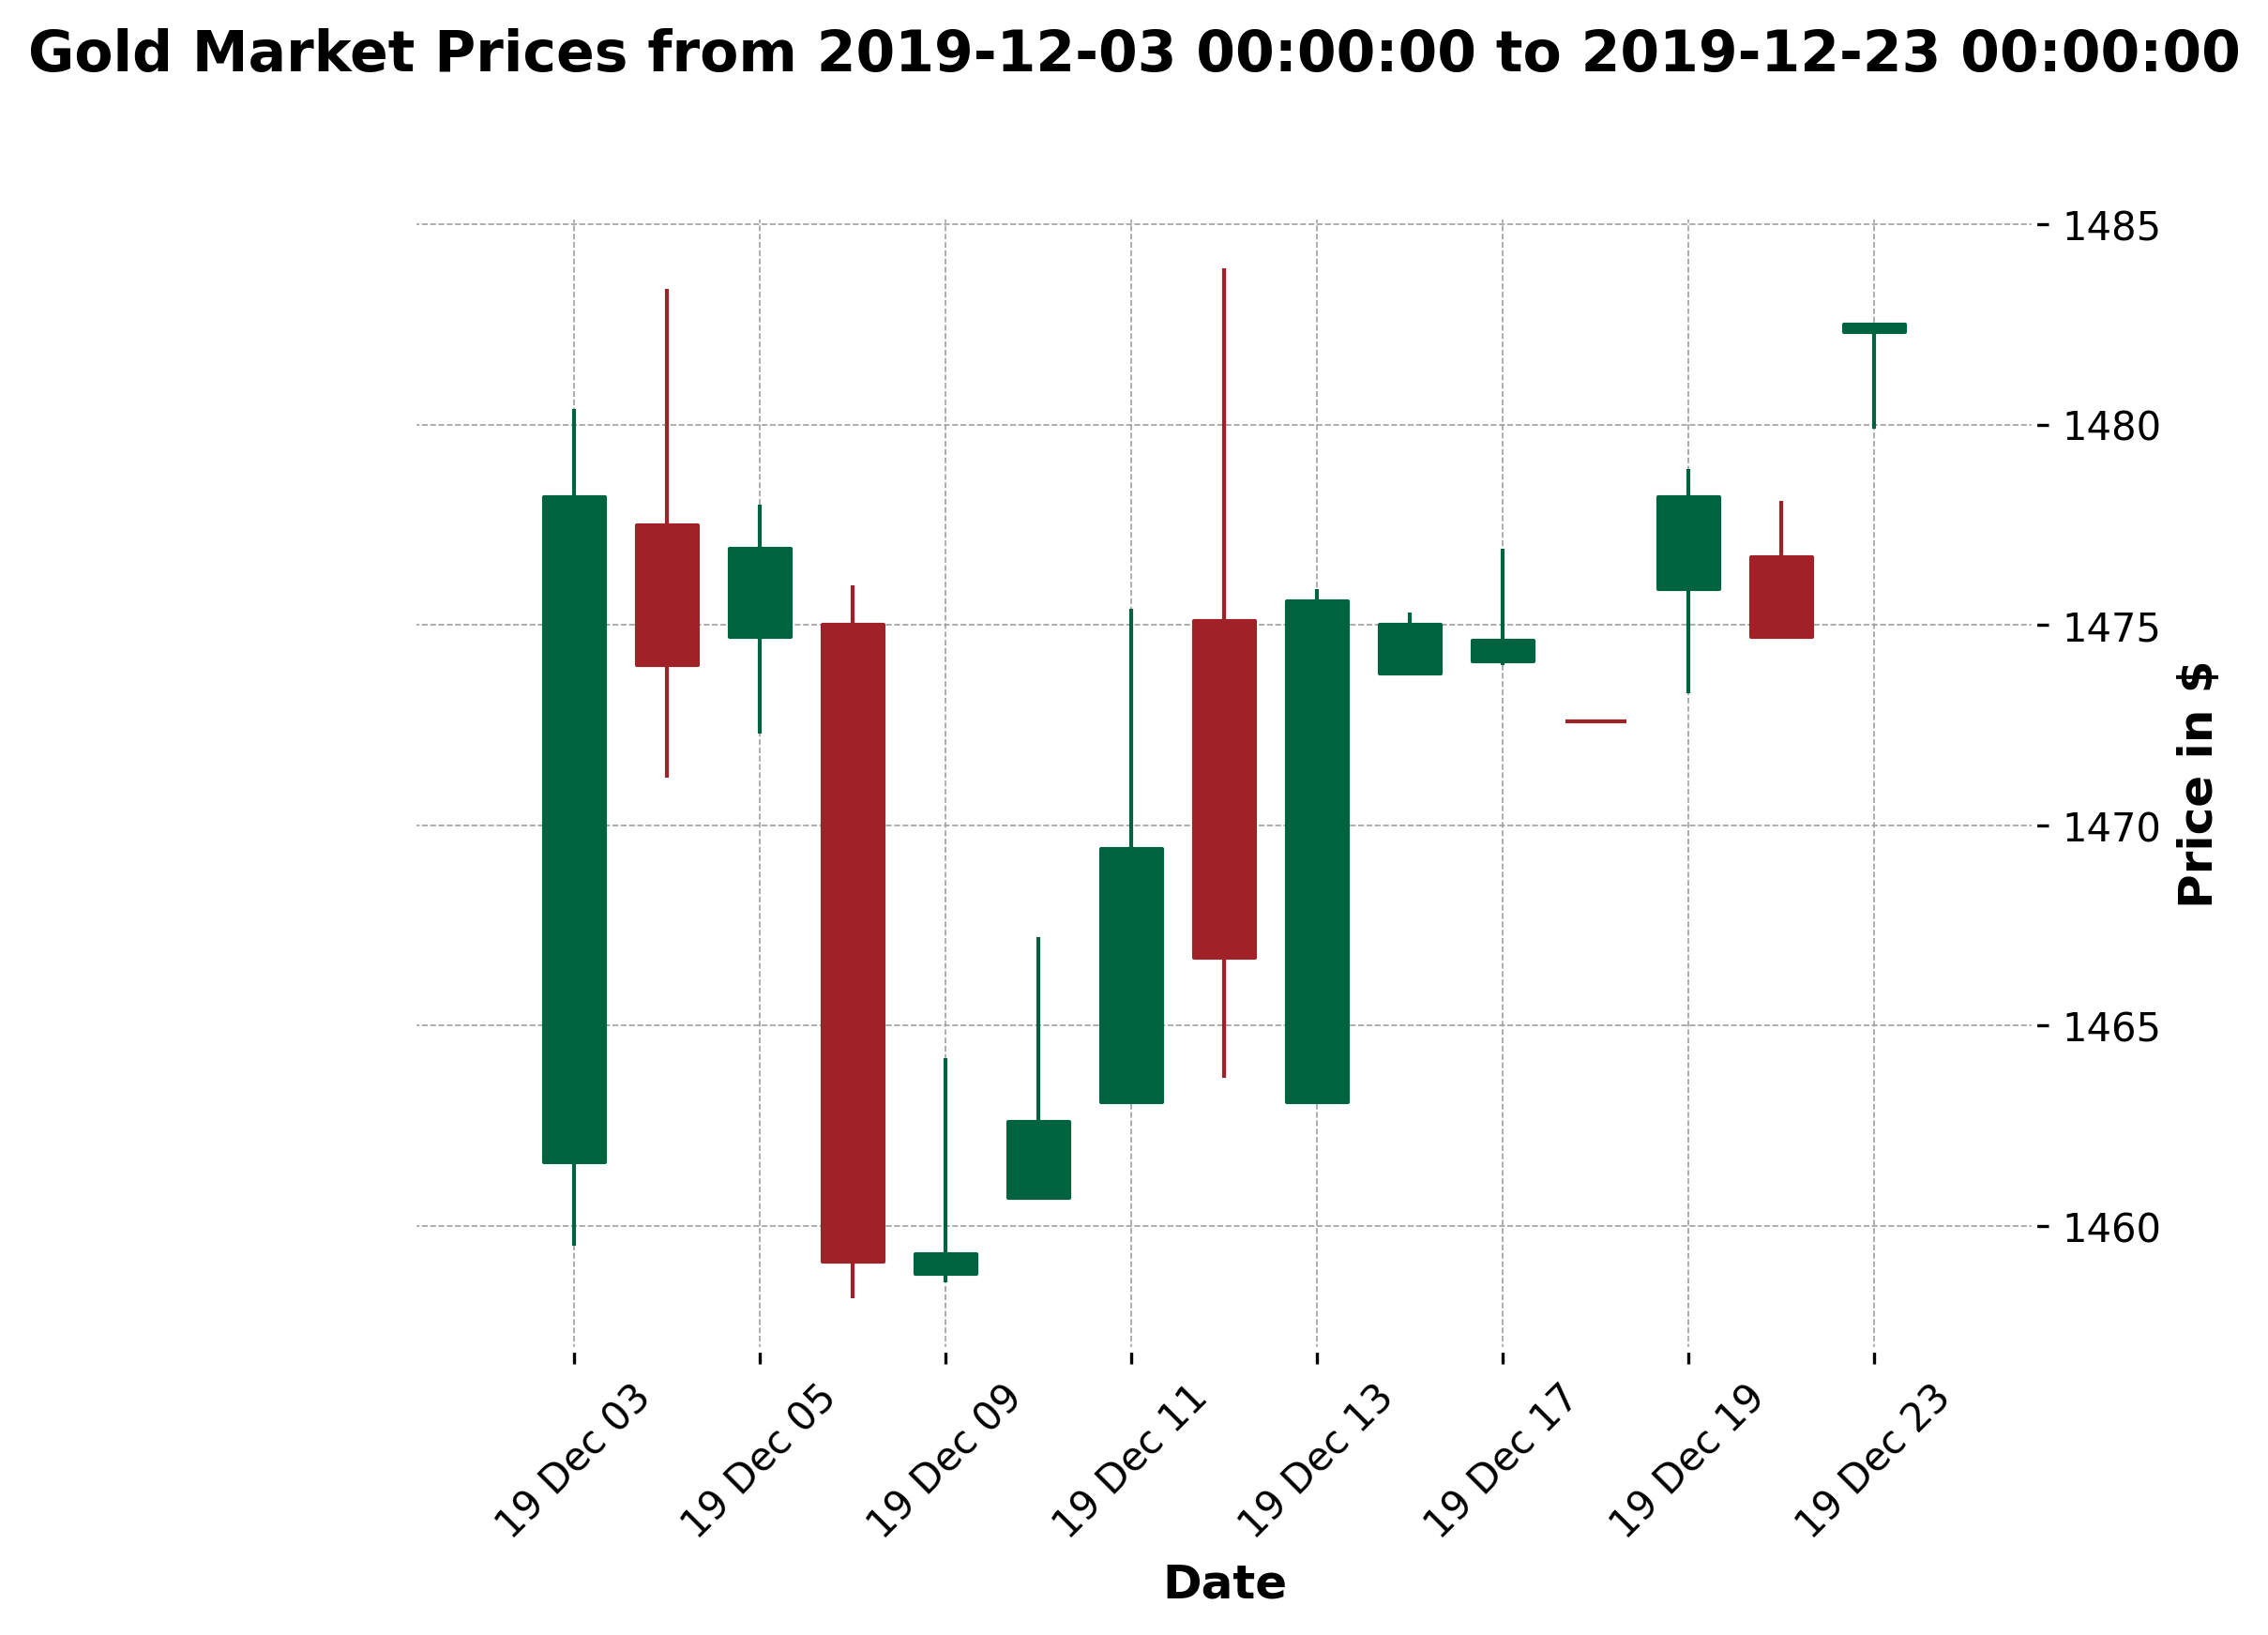 Gold Market Prices from 2019-12-03 00:00:00 to 2019-12-23 00:00:00
1485
1480
1475
1470
1465
1460
Price in $
19 Dec 03
19 Dec 05
19 Dec 09
19 Dec 11
19 Dec 13
19 Dec 17
19 Dec 19
19 Dec 23
Date